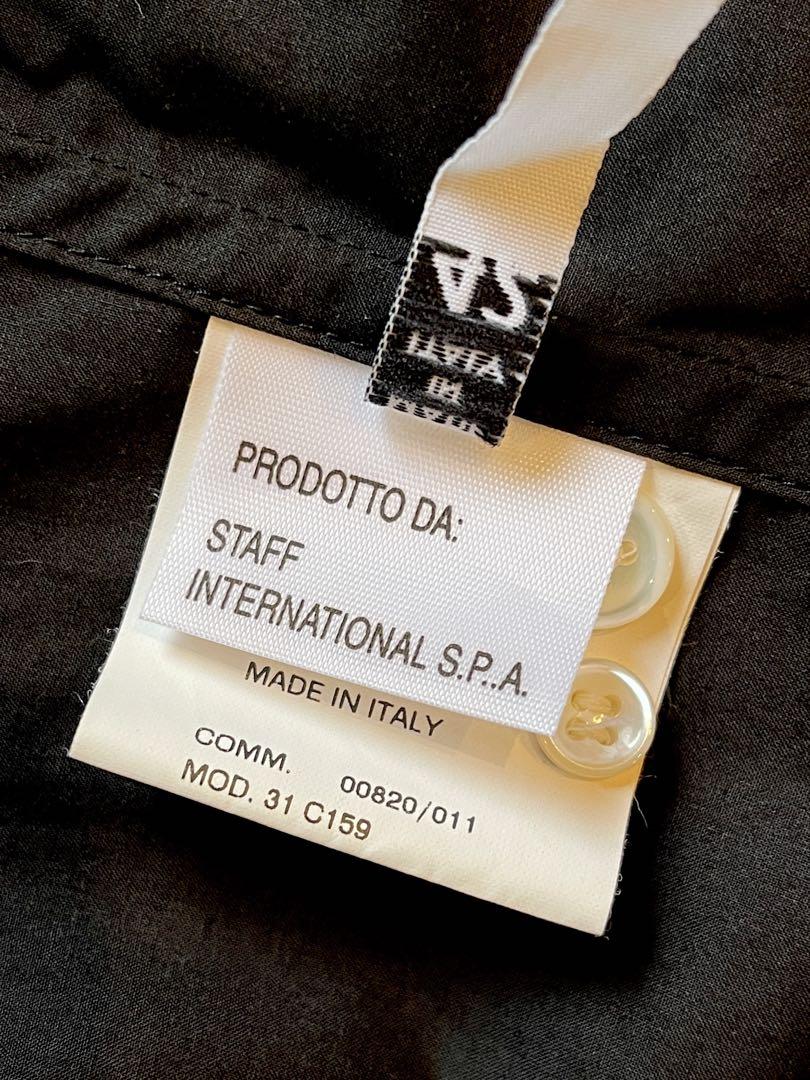 PRODOTTO DA:
STAFF
INTERNATIONAL S.P..A.
MADE IN ITALY
COMM. 00820/011
MOD. 31 C159